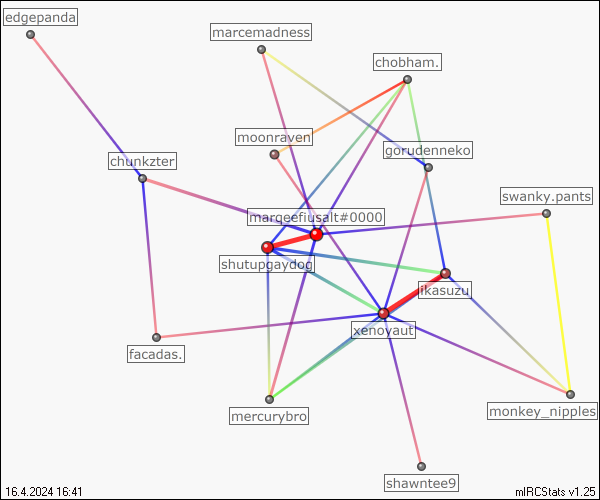 edgepanda
marcemadness
chobham.
moonraven
gorudenneko
chunkzter
swanky.pants
margeefiusalt#0000
shutupgaydog
ikasuzu
xenoyaut
facadas.
mercurybro
monkey_nipples
shawntee9
16.4.2024 16:41
mIRCStats v1.25